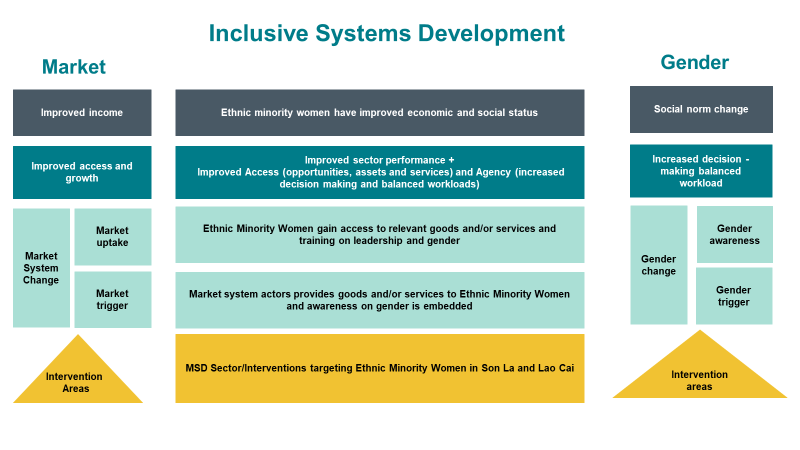 Inclusive Systems Development
Market
Gender
Improved income
Ethnic minority women have improved economic and social status
Social norm change
Improved access and
growth
Improved sector performance +
Improved Access (opportunities, assets and services) and Agency (increased
decision making and balanced workloads)
Increased decision -
making balanced
workload
Market
System
Change
Market
uptake
Market
trigger
Ethnic Minority Women gain access to relevant goods and/or services and
training on leadership and gender
Market system actors provides goods and/or services to Ethnic Minority Women
and awareness on gender is embedded
Gender
change
Gender
awareness
Gender
trigger
Intervention
Areas
MSD Sector/Interventions targeting Ethnic Minority Women in Son La and Lao Cai
Intervention
areas